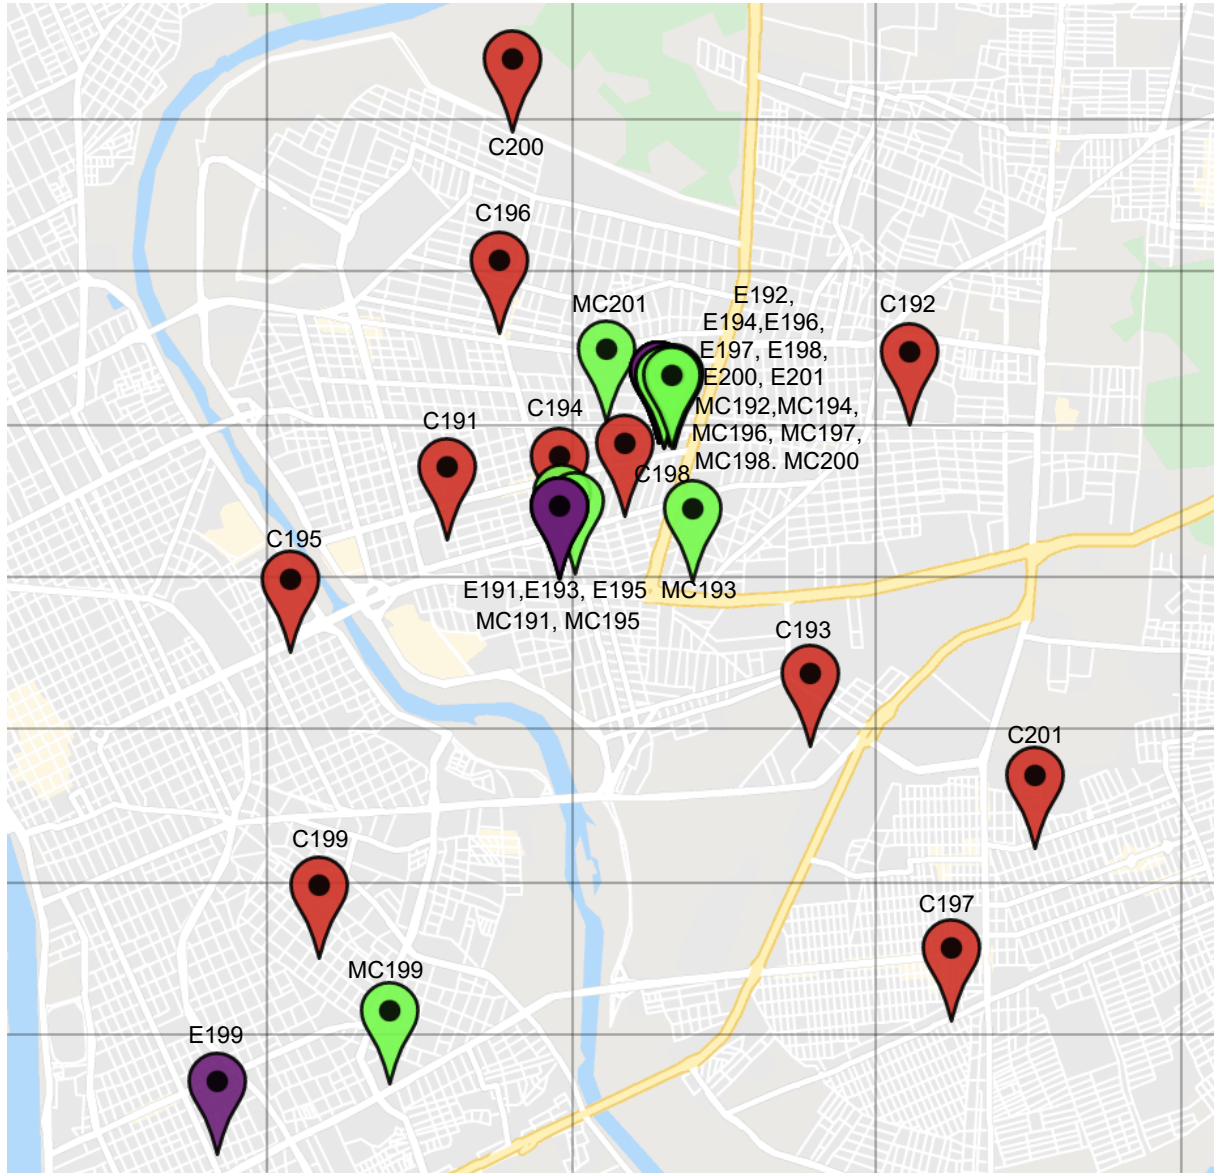 C200
C196
MC201
E192,
E194,E196,
E197, E198,
E200, E201
MC192,MC194,
MC196, MC197,
MC198. MC200
C192
C191
C194
C198
C195
E191,E193, E195
MC191, MC195
MC193
C193
C201
C199
C197
MC199
E199